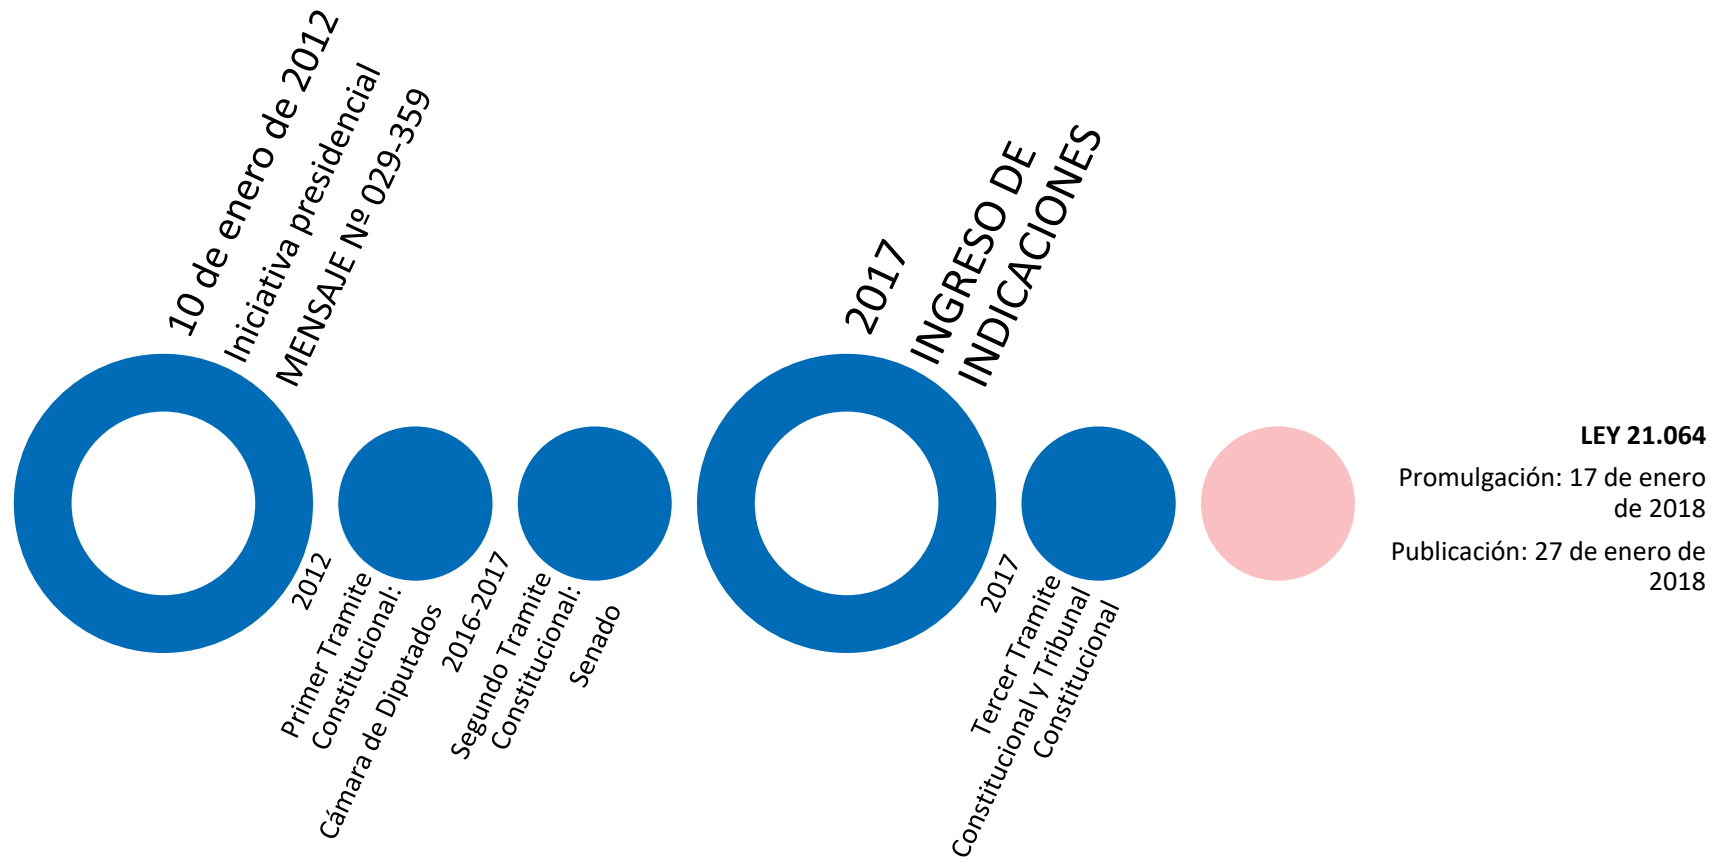 10 de enero de 2012
Iniciativa presidencial
MENSAJE Nº 029-359
2012
Primer Tramite
Constitucional:
Cámara de Diputados
2016-2017
Segundo Tramite
Constitucional:
Senado
2017
INGRESO DE
INDICACIONES
2017
Tercer Tramite
Constitucional y Tribunal
Constitucional
LEY 21.064
Promulgación: 17 de enero
de 2018
Publicación: 27 de enero de
2018